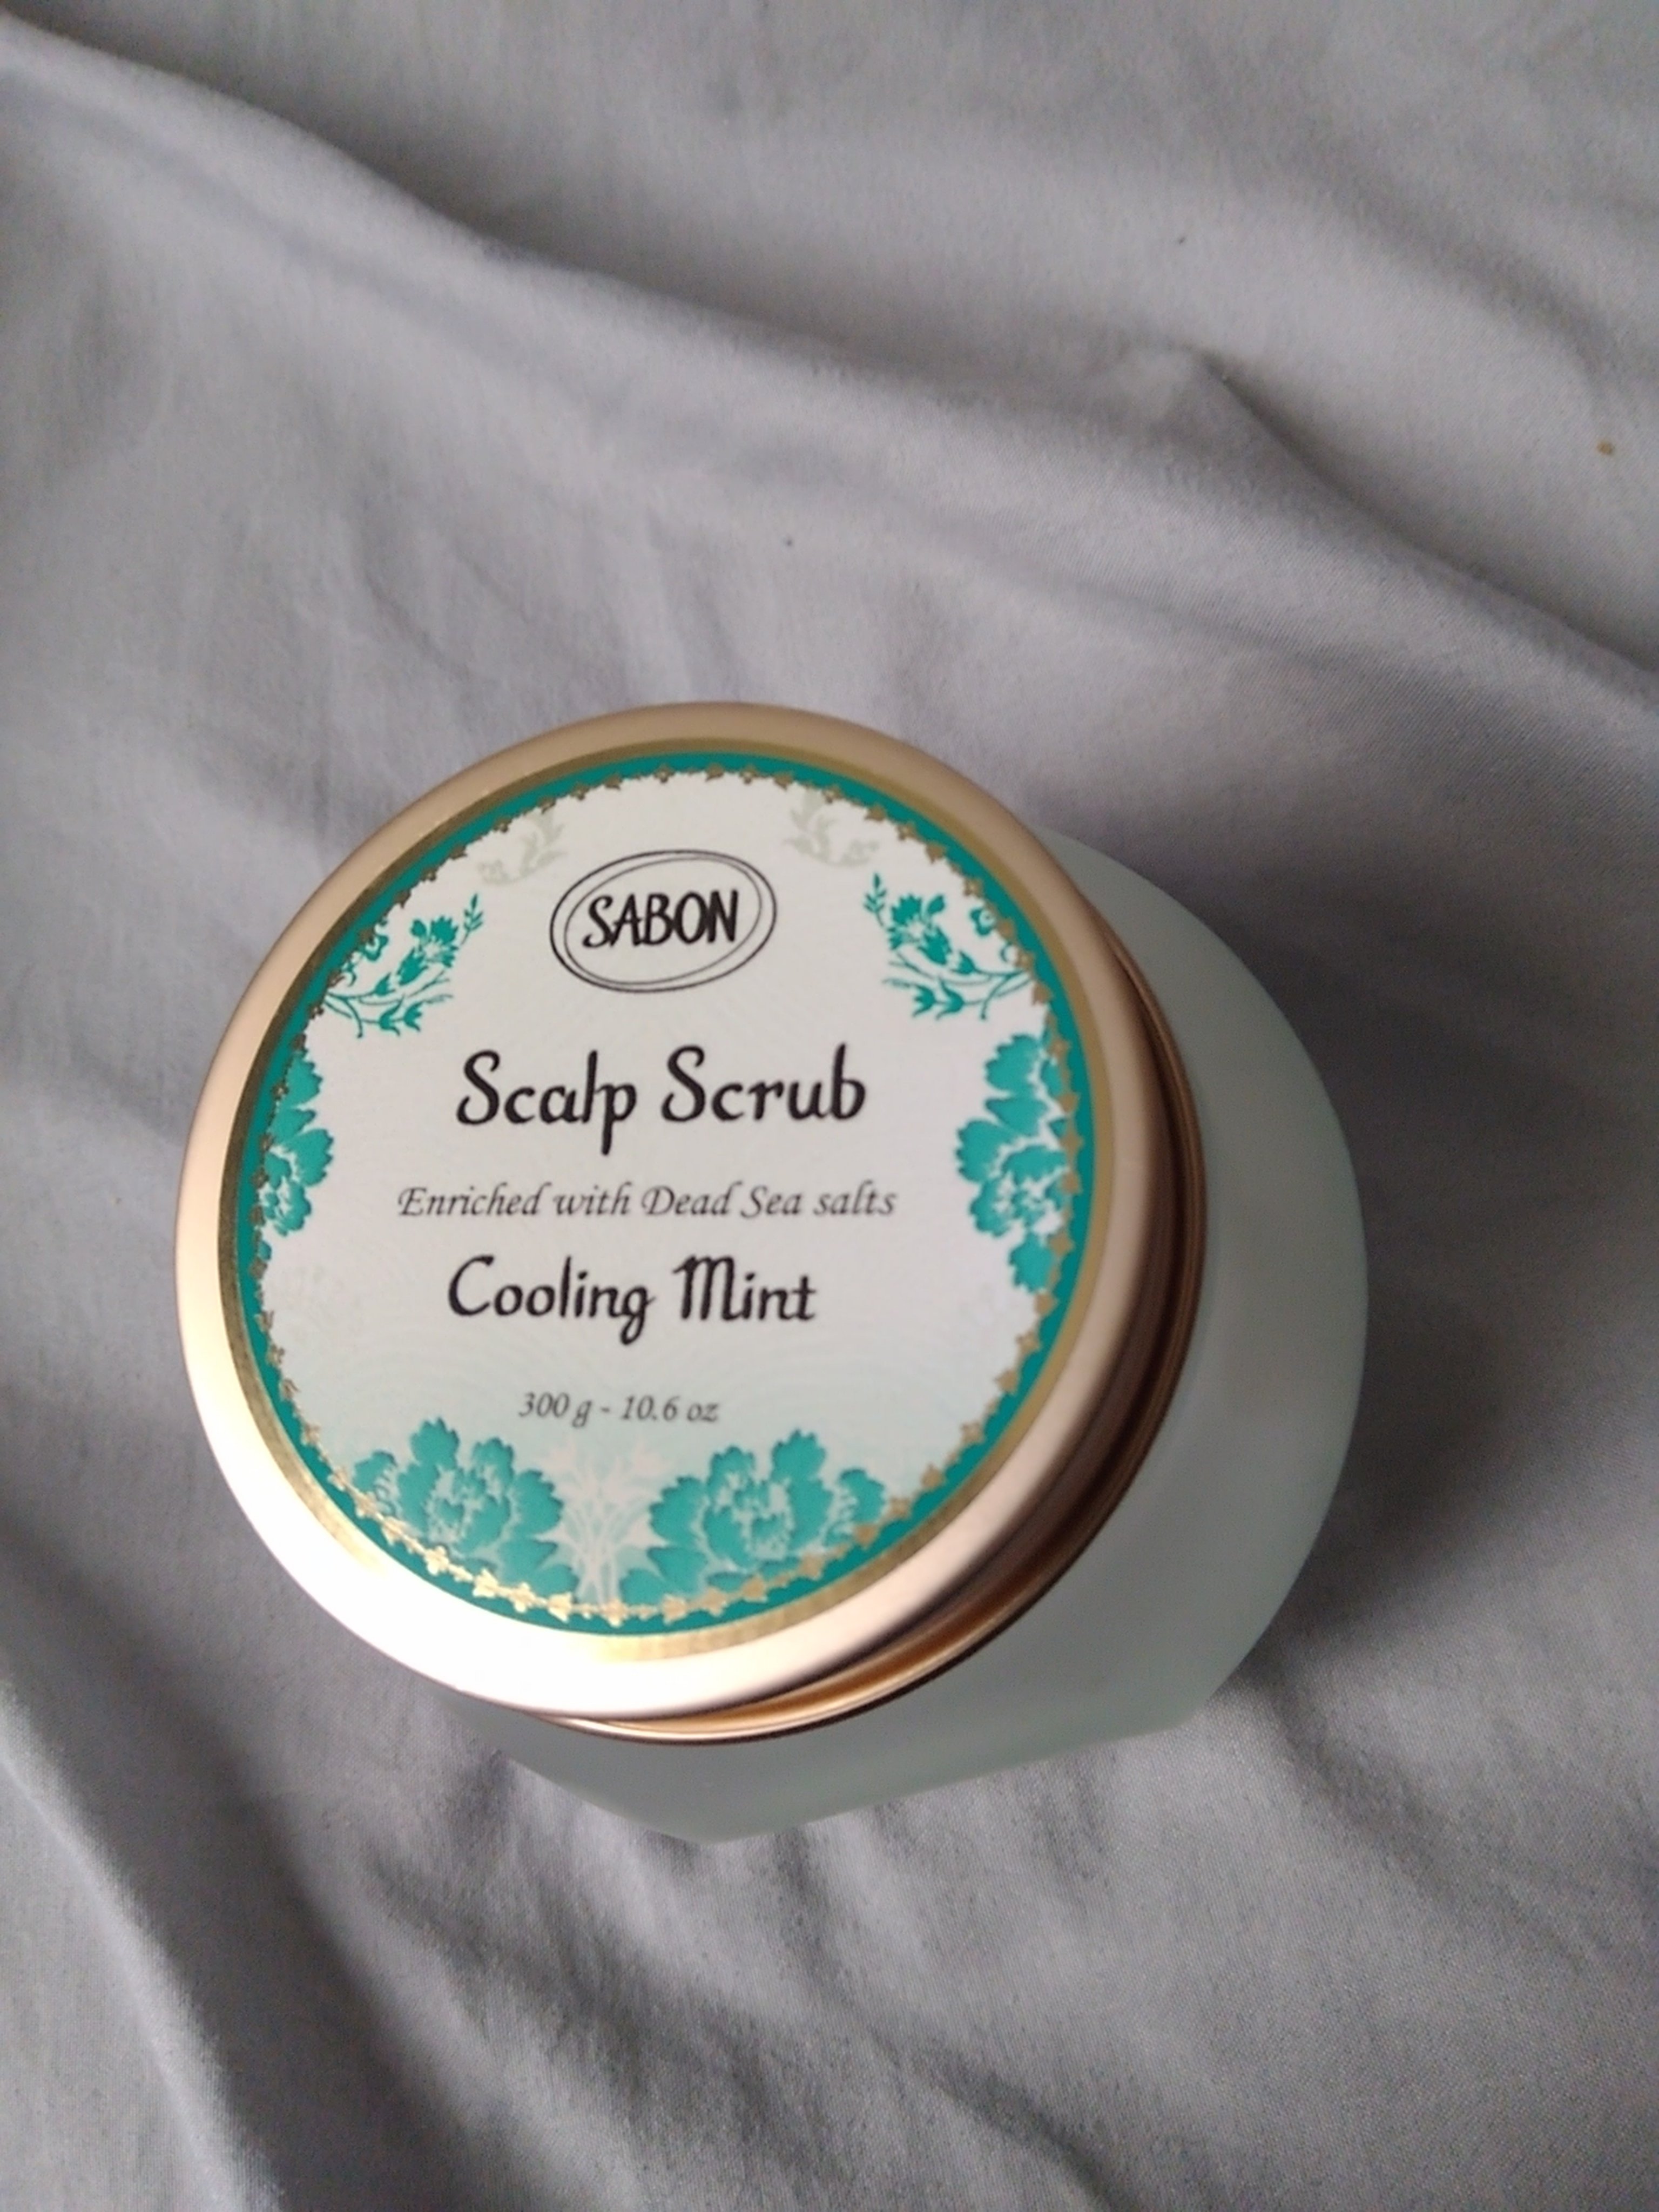 SABON
Scalp Scrub
Enriched with Dead Sea salts
Cooling Mint
300 g - 10.6 oz